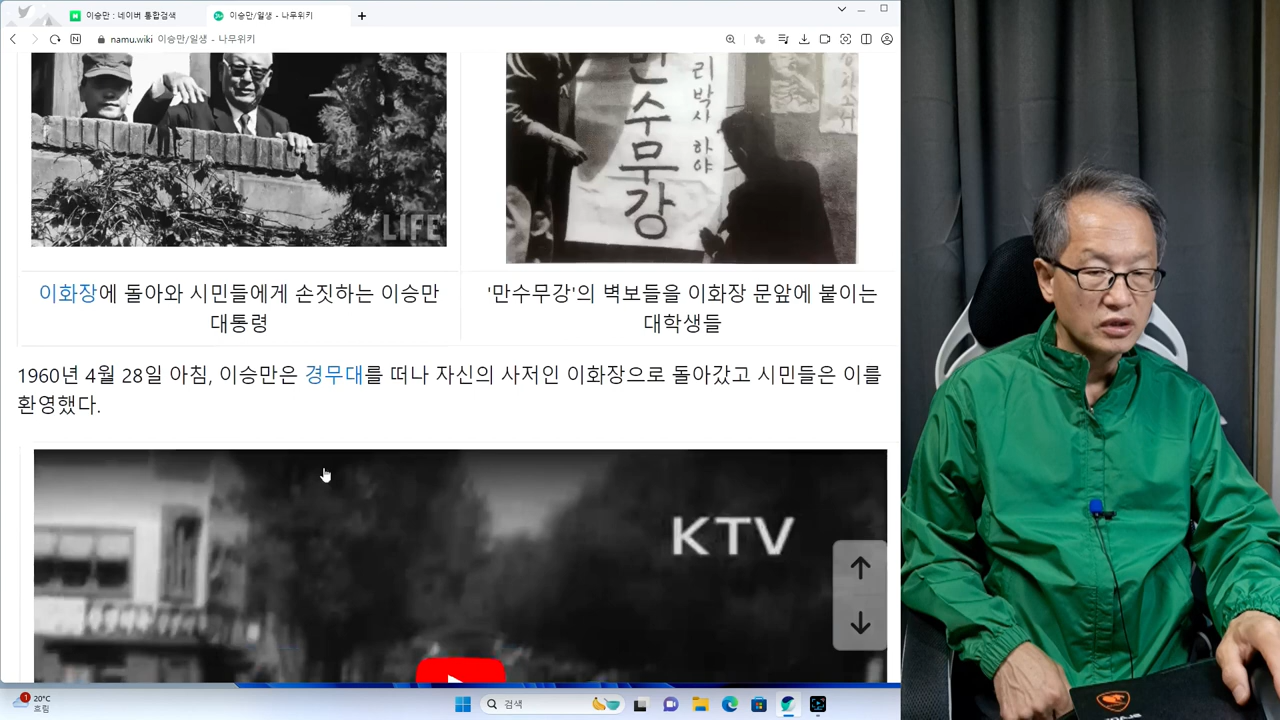 이승만 : 네이버 통합검색
이승만/일생 - 나무위키
namu.wiki 이승만/일생 - 나무위키
LIFE
만수무강
리박사 하야
이화장에 돌아와 시민들에게 손짓하는 이승만
대통령
'만수무강'의 벽보들을 이화장 문앞에 붙이는
대학생들
1960년 4월 28일 아침, 이승만은 경무대를 떠나 자신의 사저인 이화장으로 돌아갔고 시민들은 이를
환영했다.
KTV
1
20°C
흐림
검색